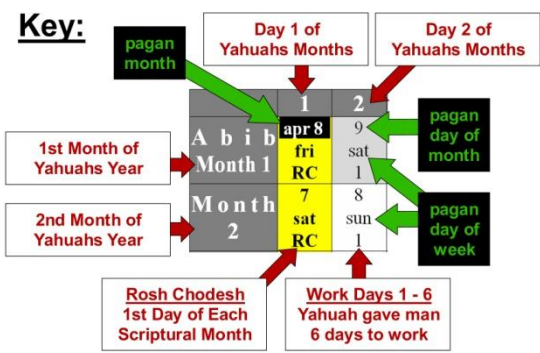 Key:
pagan
month
Day 1 of
Yahuahs Months
Day 2 of
Yahuahs Months
1 2
Abib
Month 1
apr 8
fri
RC
9
sat
1
Month
2
7
sat
RC
8
sun
1
1st Month of
Yahuahs Year
2nd Month of
Yahuahs Year
pagan
day of
month
pagan
day of
week
Rosh Chodesh
1st Day of Each
Scriptural Month
Work Days 1 - 6
Yahuah gave man
6 days to work